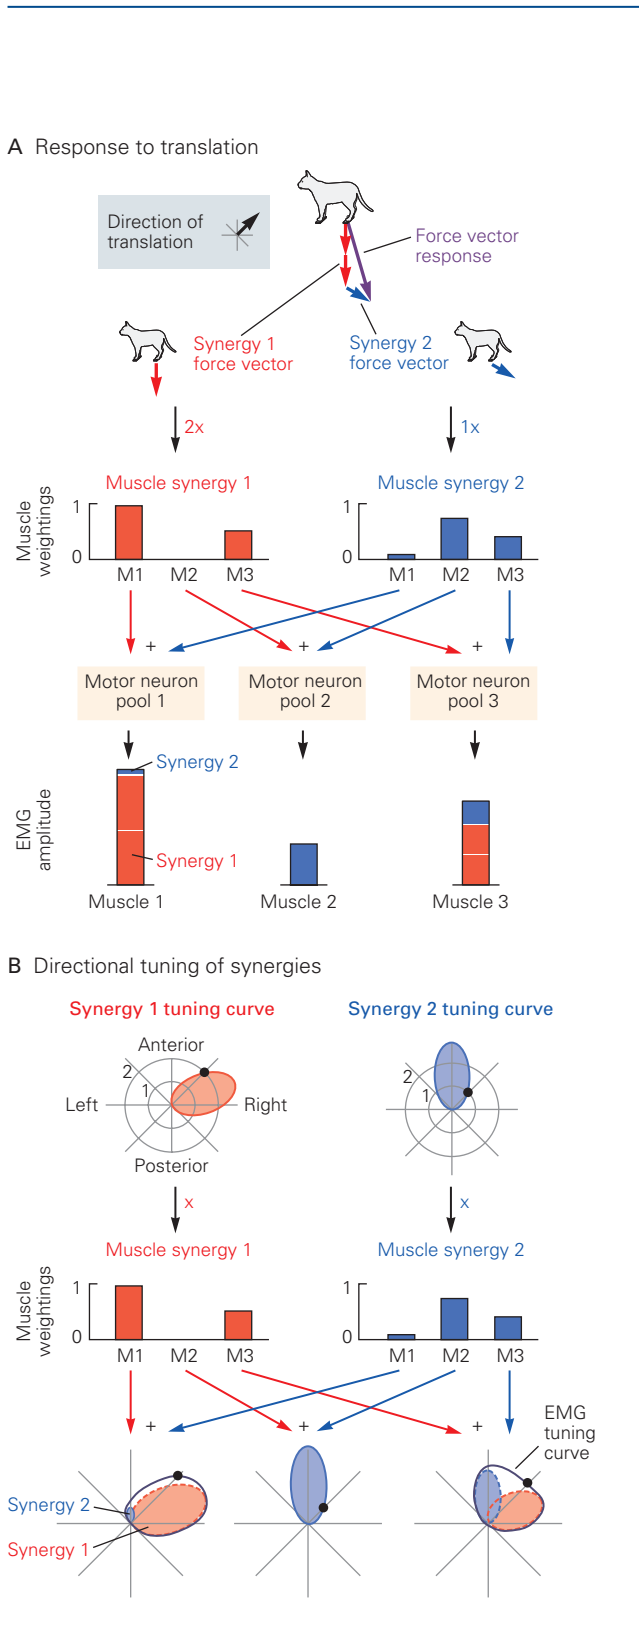 A Response to translation
Direction of
translation
Force vector
response
Synergy 1
force vector
Synergy 2
force vector
2x
1x
Muscle
weightings
Muscle synergy 1
1
0
M1 M2 M3
Muscle synergy 2
1
0
M1 M2 M3
+ + +
Motor neuron
pool 1
Motor neuron
pool 2
Motor neuron
pool 3
EMG
amplitude
Synergy 2
Synergy 1
Muscle 1
Muscle 2
Muscle 3
B Directional tuning of synergies
Synergy 1 tuning curve
Anterior
2
1
Left
Right
Posterior
Synergy 2 tuning curve
2
1
x
x
Muscle
weightings
Muscle synergy 1
1
0
M1 M2 M3
Muscle synergy 2
1
0
M1 M2 M3
+ + +
EMG
tuning
curve
Synergy 2
Synergy 1